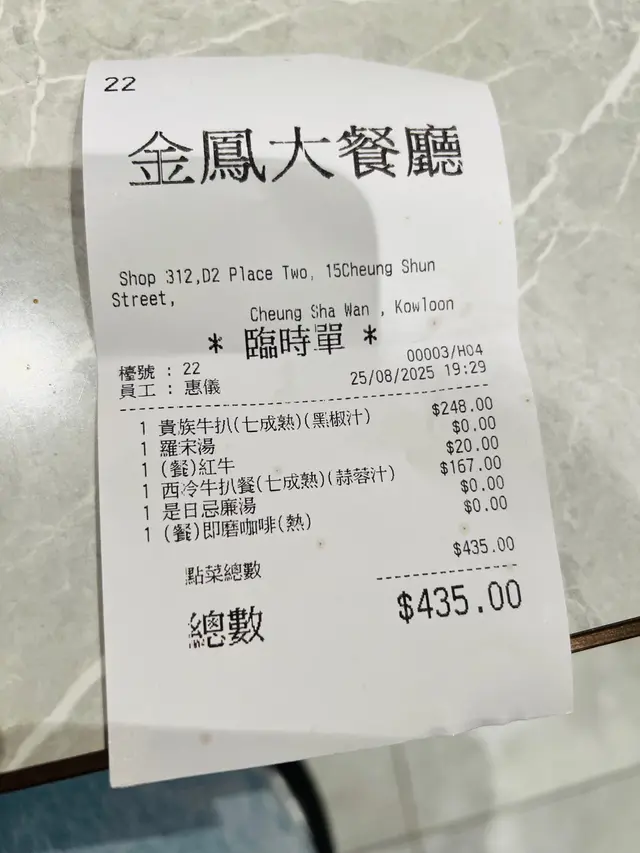 22
金鳳大餐廳
Shop 312,D2 Place Two, 15Cheung Shun
Street,
Cheung Sha Wan , Kowloon
* 臨時單 *
檯號 : 22 00003/H04
員工 : 惠儀 25/08/2025 19:29
1 貴族牛扒(七成熟)(黑椒汁) $248.00
1 羅宋湯 $0.00
1 (餐)紅牛 $20.00
1 西冷牛扒餐(七成熟)(蒜蓉汁) $167.00
1 是日忌廉湯 $0.00
1 (餐)即磨咖啡(熱) $0.00
點菜總數 $435.00
總數 $435.00